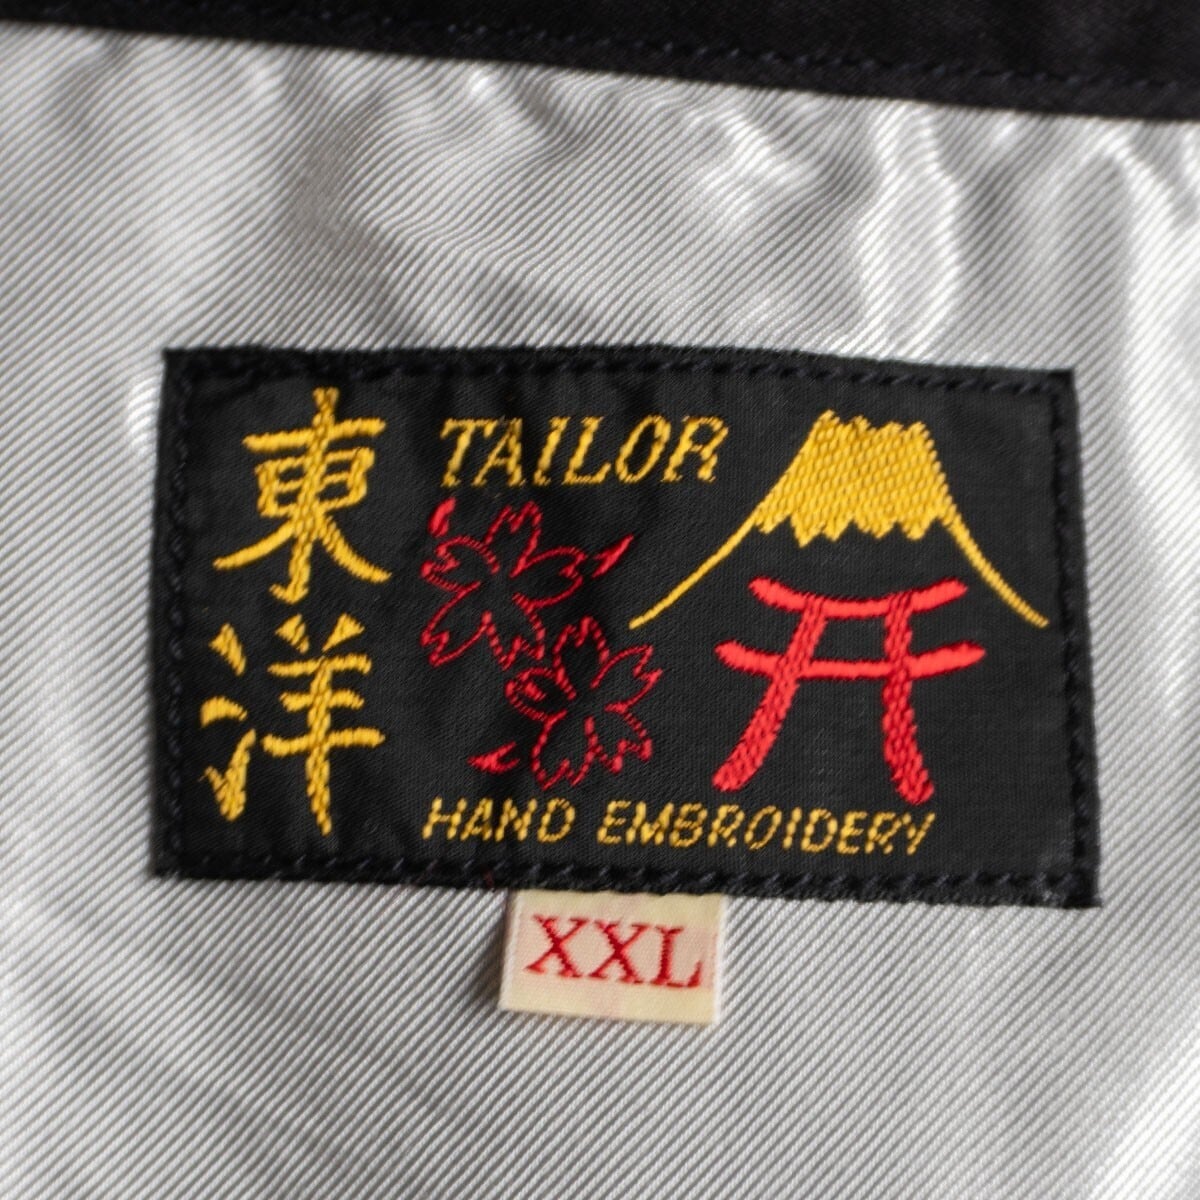 東洋
TAILOR
HAND EMBROIDERY
XXL